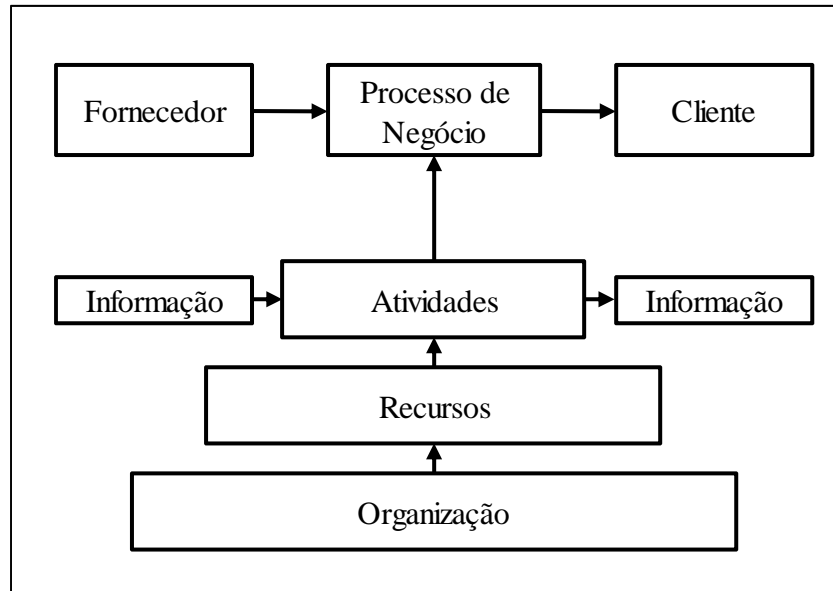 Fornecedor
Processo de
Negócio
Cliente
Informação
Atividades
Informação
Recursos
Organização